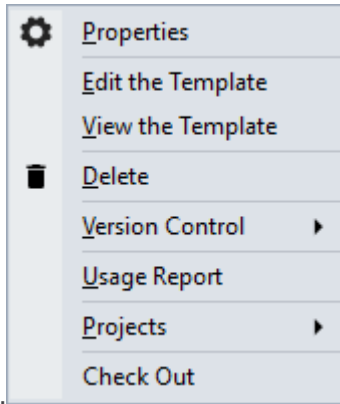 Properties
Edit the Template
View the Template
Delete
Version Control
Usage Report
Projects
Check Out